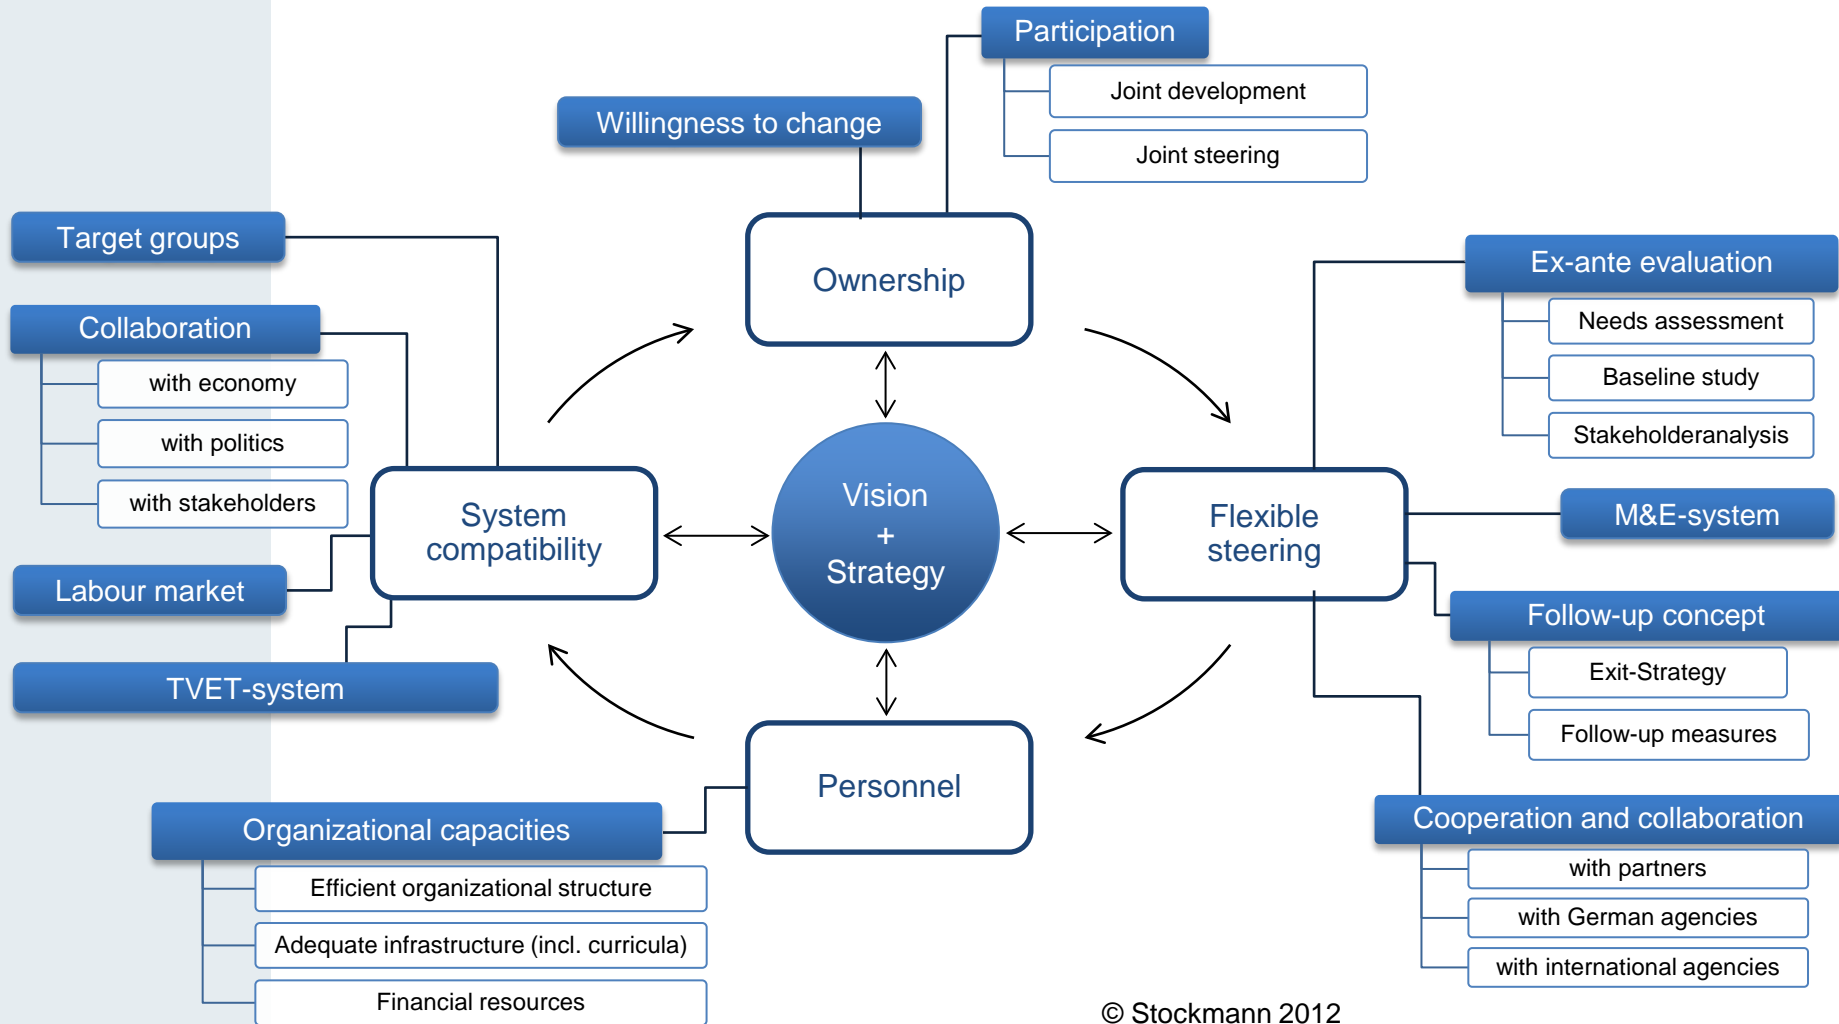 Participation
Joint development
Joint steering
Willingness to change
Ownership
Target groups
Collaboration
with economy
with politics
with stakeholders
Labour market
TVET-system
System
compatibility
Vision
+
Strategy
Flexible
steering
Ex-ante evaluation
Needs assessment
Baseline study
Stakeholderanalysis
M&E-system
Follow-up concept
Exit-Strategy
Follow-up measures
Cooperation and collaboration
with partners
with German agencies
with international agencies
Personnel
Organizational capacities
Efficient organizational structure
Adequate infrastructure (incl. curricula)
Financial resources
© Stockmann 2012